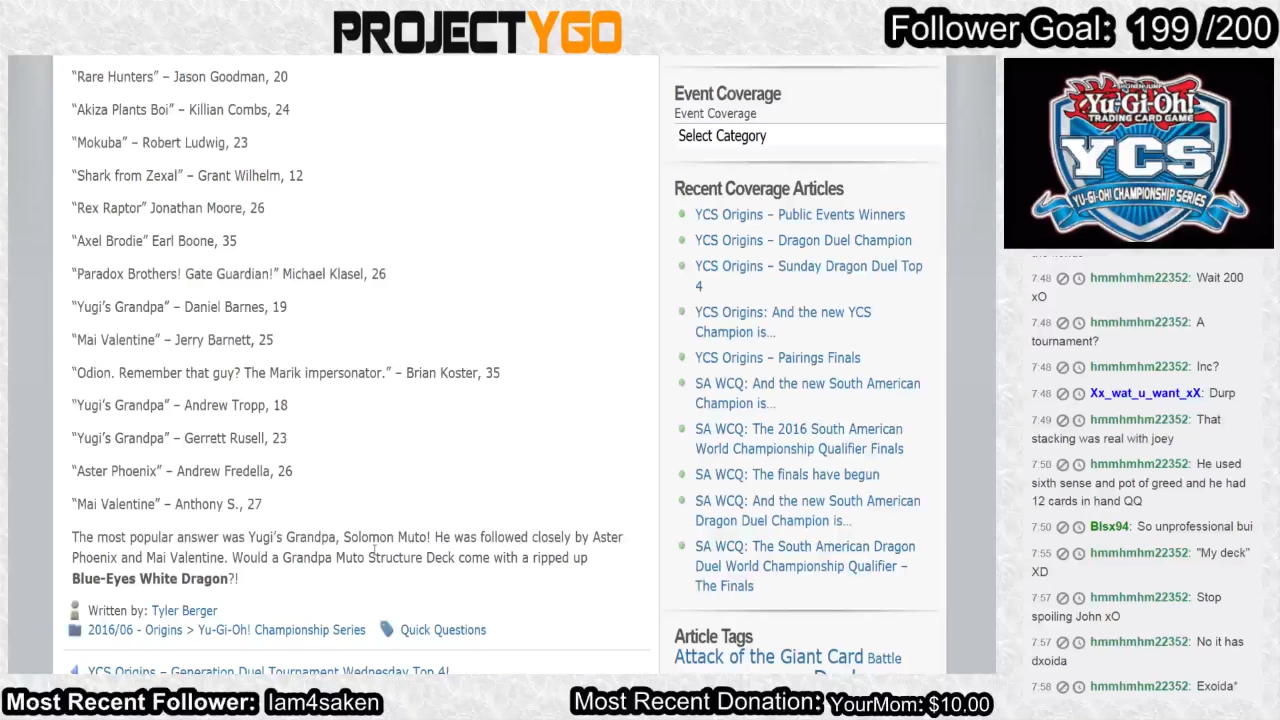 PROJECTYGO
Follower Goal: 199 /200
"Rare Hunters" – Jason Goodman, 20
"Akiza Plants Boi" – Killian Combs, 24
"Mokuba" – Robert Ludwig, 23
"Shark from Zexal" – Grant Wilhelm, 12
"Rex Raptor" Jonathan Moore, 26
"Axel Brodie" Earl Boone, 35
"Paradox Brothers! Gate Guardian!" Michael Klasel, 26
"Yugi's Grandpa" – Daniel Barnes, 19
"Mai Valentine" – Jerry Barnett, 25
"Odion. Remember that guy? The Marik impersonator." – Brian Koster, 35
"Yugi's Grandpa" – Andrew Tropp, 18
"Yugi's Grandpa" – Gerrett Rusell, 23
"Aster Phoenix" – Andrew Fredella, 26
"Mai Valentine" – Anthony S., 27
The most popular answer was Yugi's Grandpa, Solomon Muto! He was followed closely by Aster
Phoenix and Mai Valentine. Would a Grandpa Muto Structure Deck come with a ripped up
Blue-Eyes White Dragon?!
Written by: Tyler Berger
2016/06 - Origins > Yu-Gi-Oh! Championship Series Quick Questions
YCS Origins – Generation Duel Tournament Wednesday Top 4!
Event Coverage
Event Coverage
Select Category
Recent Coverage Articles
YCS Origins – Public Events Winners
YCS Origins – Dragon Duel Champion
YCS Origins – Sunday Dragon Duel Top
4
YCS Origins: And the new YCS
Champion is...
YCS Origins – Pairings Finals
SA WCQ: And the new South American
Champion is...
SA WCQ: The 2016 South American
World Championship Qualifier Finals
SA WCQ: The finals have begun
SA WCQ: And the new South American
Dragon Duel Champion is...
SA WCQ: The South American Dragon
Duel World Championship Qualifier –
The Finals
Article Tags
Attack of the Giant Card Battle
SHONEN JUMP
Yu-Gi-Oh!
TRADING CARD GAME
YCS
YU-GI-OH! CHAMPIONSHIP SERIES
7:48 hmmhmhm22352: Wait 200
xO
7:48 hmmhmhm22352: A
tournament?
7:48 hmmhmhm22352: Inc?
7:48 Xx_wat_u_want_xX: Durp
7:49 hmmhmhm22352: That
stacking was real with joey
7:50 hmmhmhm22352: He used
sixth sense and pot of greed and he had
12 cards in hand QQ
7:50 Blsx94: So unprofessional bui
7:55 hmmhmhm22352: "My deck"
XD
7:57 hmmhmhm22352: Stop
spoiling John xO
7:57 hmmhmhm22352: No it has
dxoida
7:58 hmmhmhm22352: Exoida*
Most Recent Follower: Iam4saken
Most Recent Donation: YourMom: $10.00